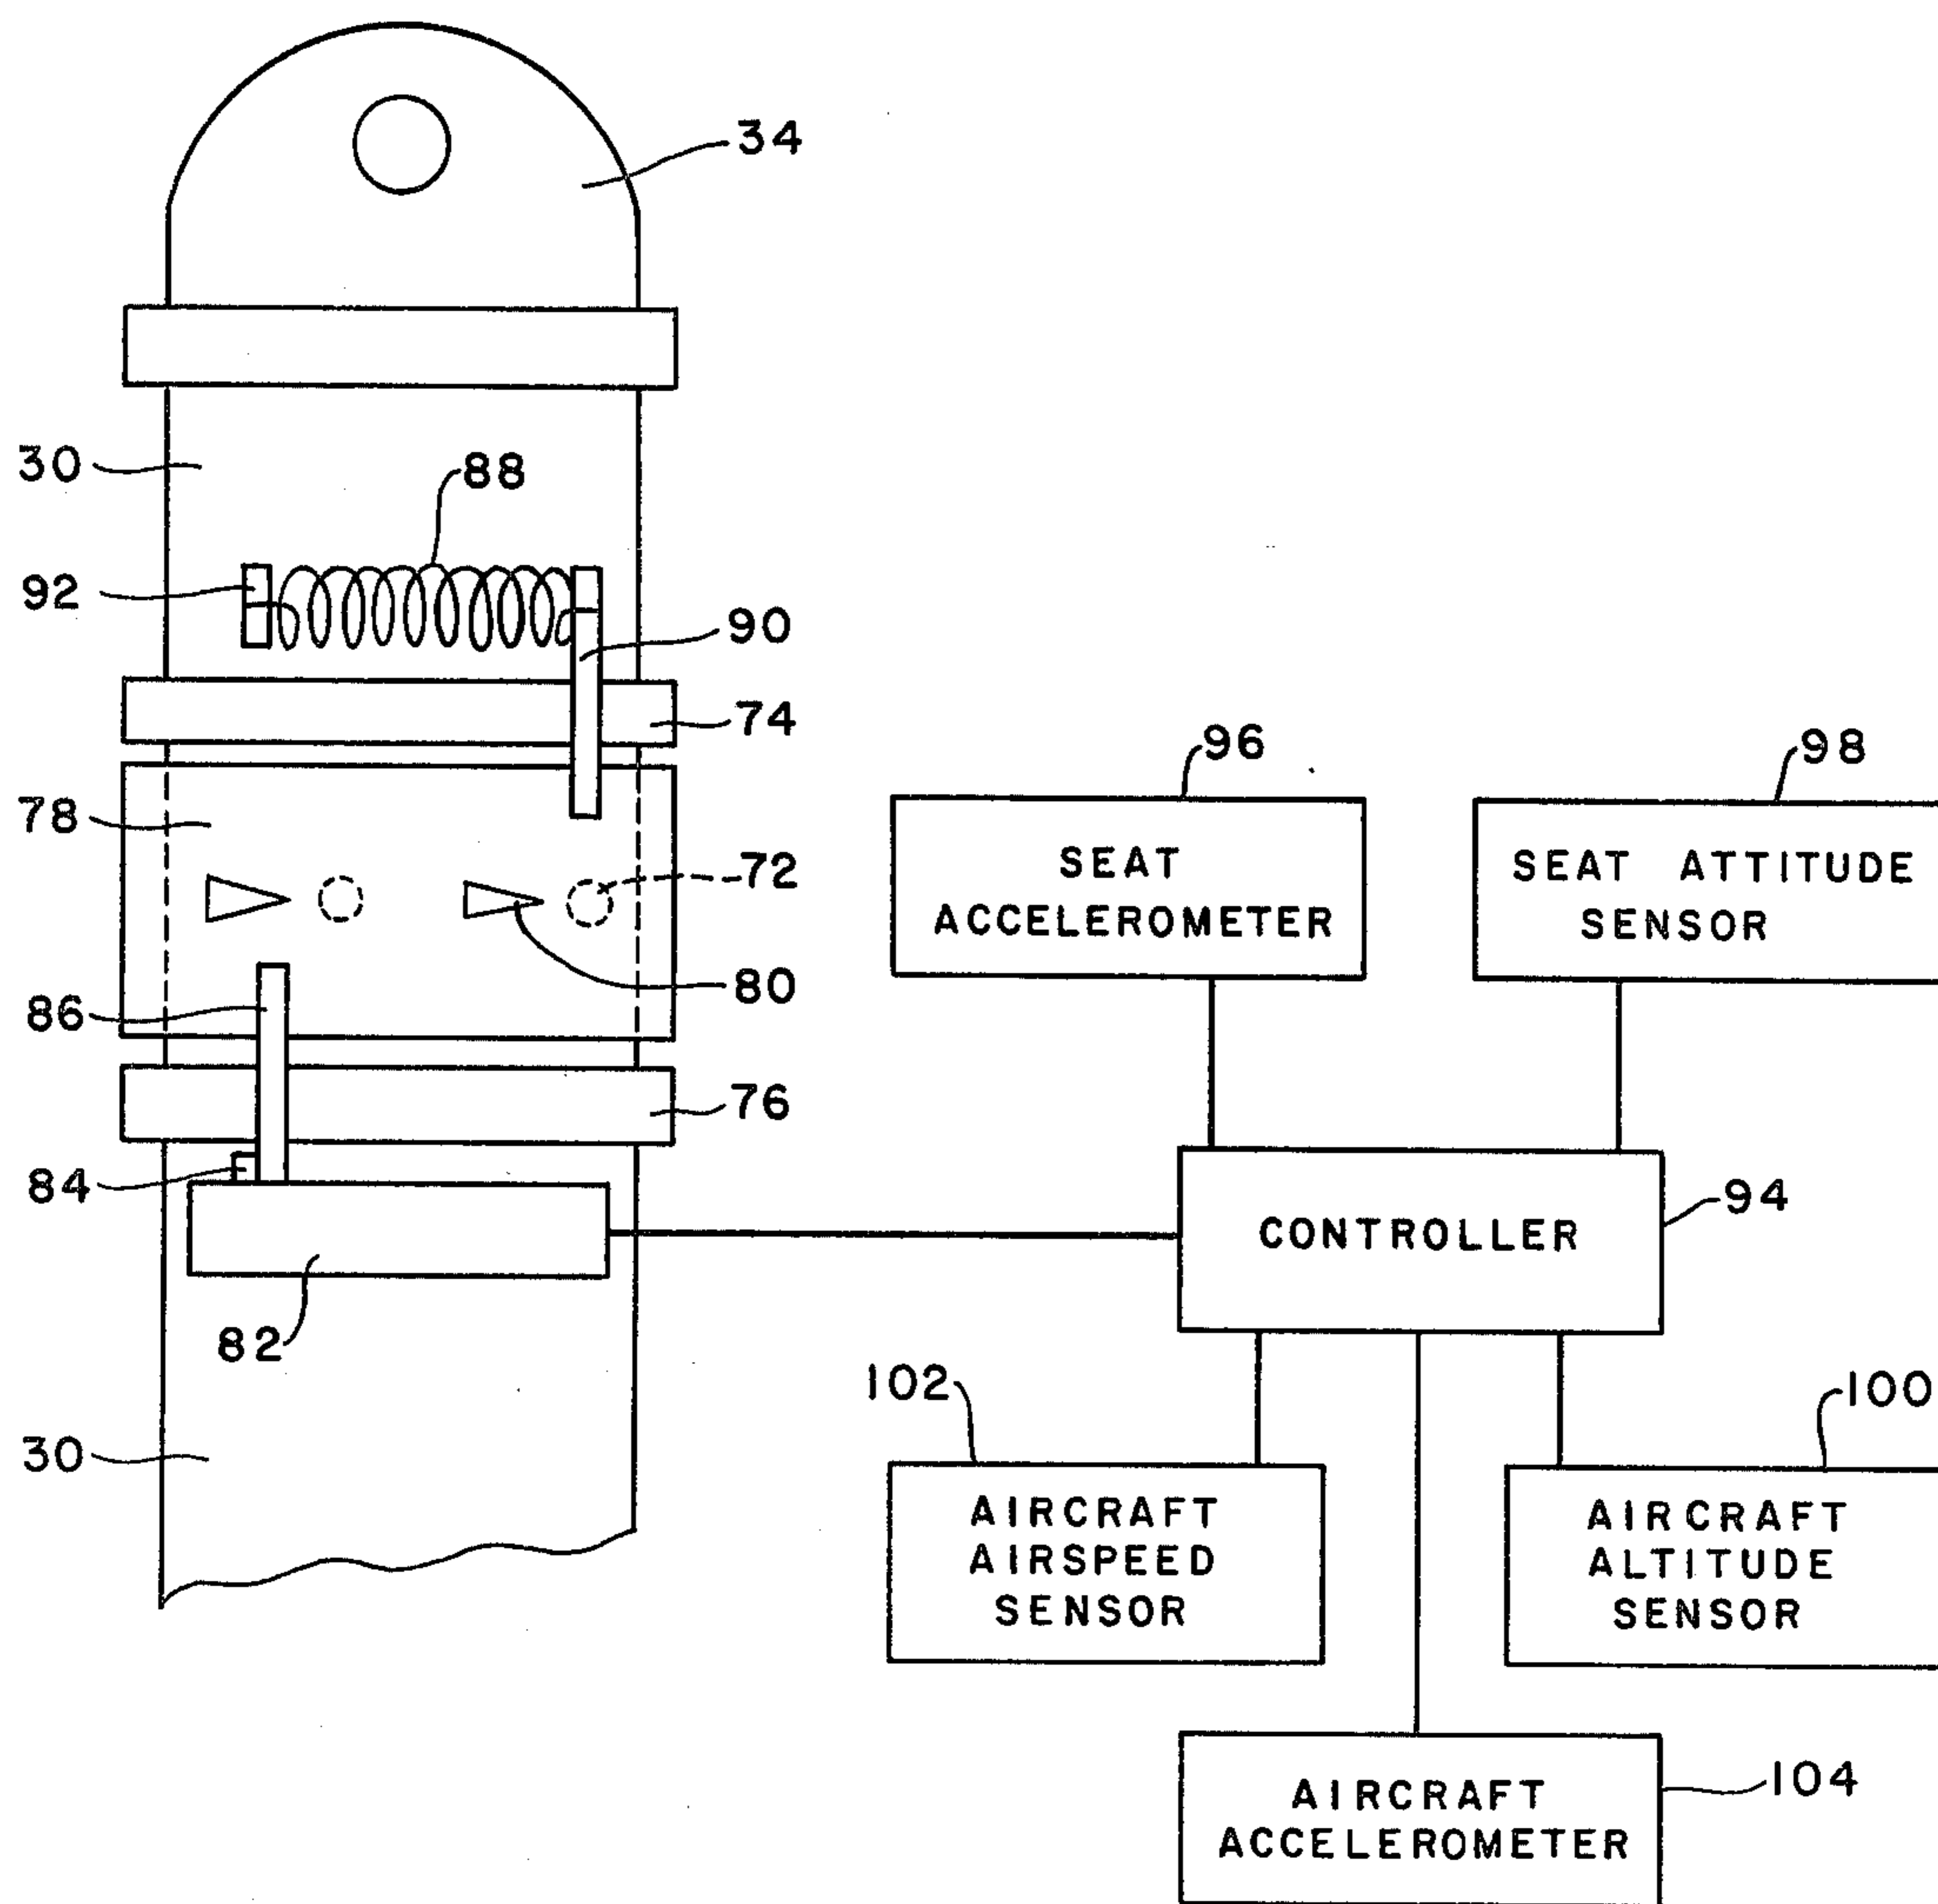 34
30
88
92
90
74
78
72
80
86
76
84
82
30
96
SEAT
ACCELEROMETER
98
SEAT ATTITUDE
SENSOR
94
CONTROLLER
102
AIRCRAFT
AIRSPEED
SENSOR
100
AIRCRAFT
ALTITUDE
SENSOR
104
AIRCRAFT
ACCELEROMETER